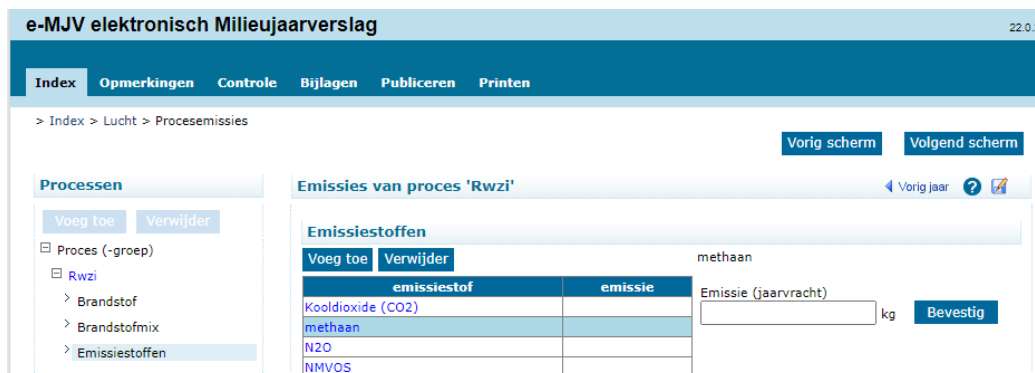 e-MJV elektronisch Milieujaarverslag
22.0.
Index Opmerkingen Controle Bijlagen Publiceren Printen
> Index > Lucht > Procesemissies
Vorig scherm Volgend scherm
Processen
Voeg toe Verwijder
Proces (-groep)
Rwzi
Brandstof
Brandstofmix
Emissiestoffen
Emissies van proces 'Rwzi'
Vorig jaar
Emissiestoffen
Voeg toe Verwijder
emissiestof emissie
Kooldioxide (CO2)
methaan
N2O
NMVOS
methaan
Emissie (jaarvracht)
kg Bevestig